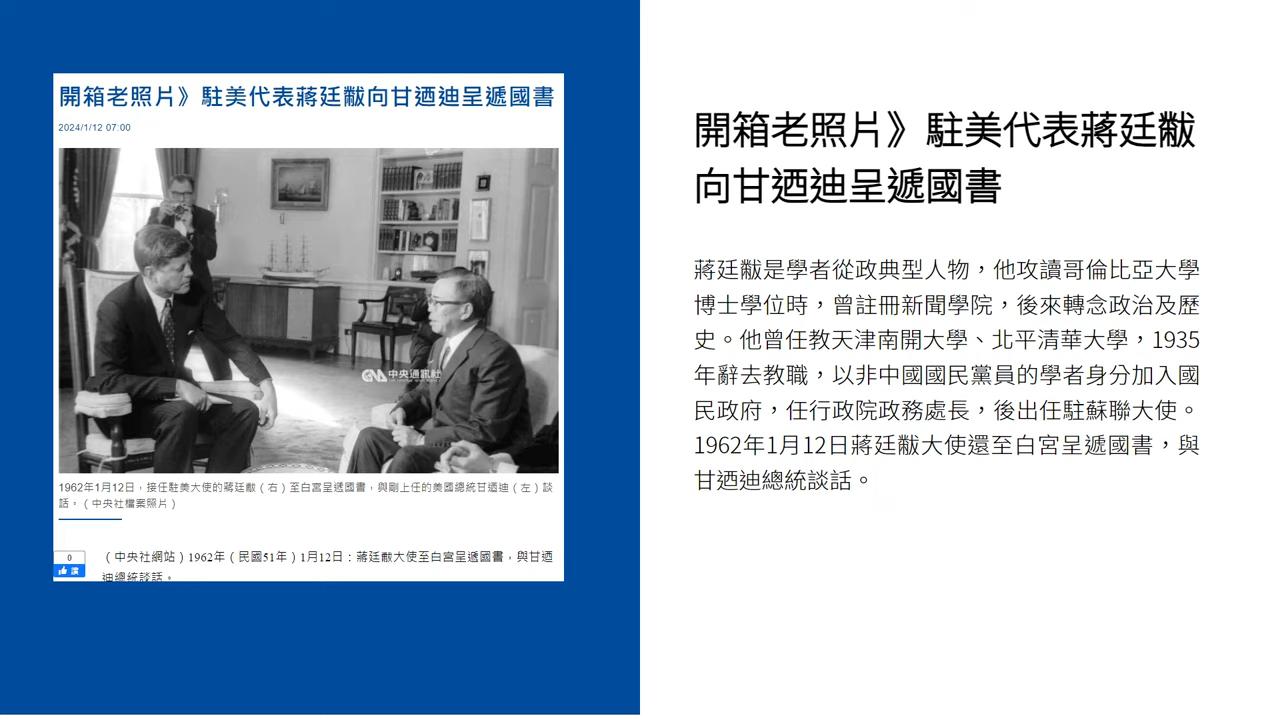 開箱老照片》駐美代表蔣廷黻向甘迺迪呈遞國書
2024/1/12 07:00
CNA 中央通訊社
1962年1月12日，接任駐美大使的蔣廷黻（右）至白宮呈遞國書，與剛上任的美國總統甘迺迪（左）談
話。（中央社檔案照片）
0
讚
（中央社網站）1962年（民國51年）1月12日：蔣廷黻大使至白宮呈遞國書，與甘迺
迪總統談話。
開箱老照片》駐美代表蔣廷黻
向甘迺迪呈遞國書
蔣廷黻是學者從政典型人物，他攻讀哥倫比亞大學
博士學位時，曾註冊新聞學院，後來轉念政治及歷
史。他曾任教天津南開大學、北平清華大學，1935
年辭去教職，以非中國國民黨員的學者身分加入國
民政府，任行政院政務處長，後出任駐蘇聯大使。
1962年1月12日蔣廷黻大使還至白宮呈遞國書，與
甘迺迪總統談話。